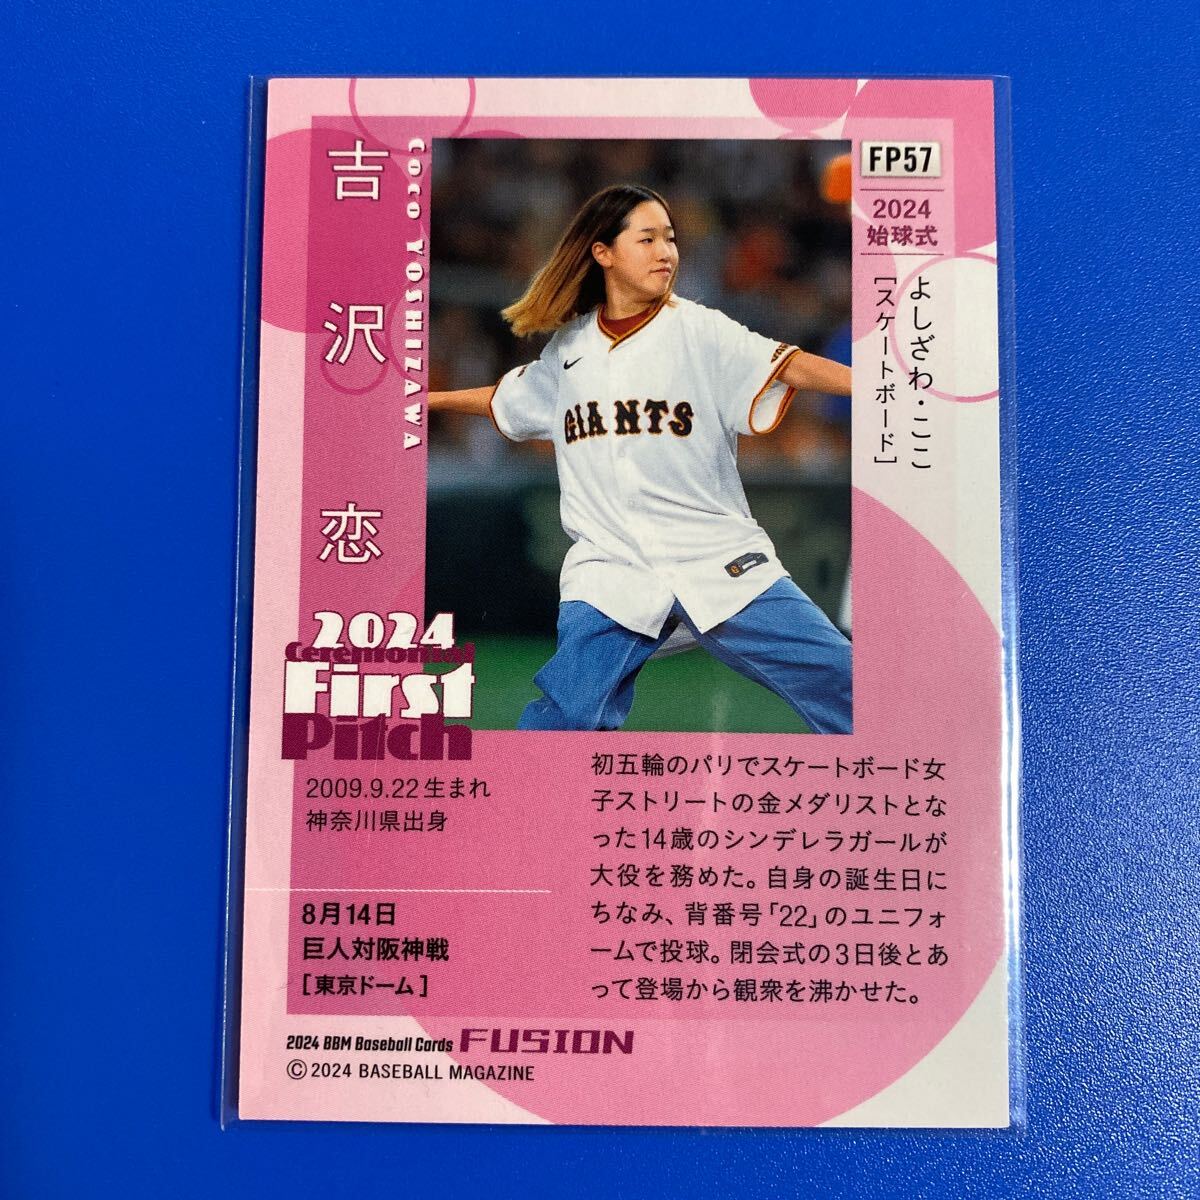 吉沢恋
Coco YOSHIZAWA
FP57
2024
始球式
よしざわ・ここ
［スケートボード］
GIANTS
2024
Ceremonial
First
Pitch
2009.9.22生まれ
神奈川県出身
8月14日
巨人対阪神戦
［東京ドーム］
初五輪のパリでスケートボード女
子ストリートの金メダリストとな
った14歳のシンデレラガールが
大役を務めた。自身の誕生日に
ちなみ、背番号「22」のユニフォ
ームで投球。閉会式の3日後とあ
って登場から観衆を沸かせた。
2024 BBM Baseball Cards FUSION
Ⓒ 2024 BASEBALL MAGAZINE